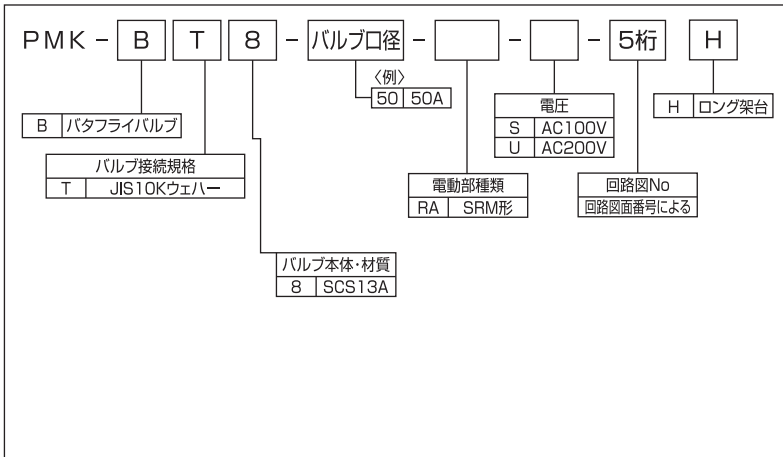 PMK - B T 8 - バルブ口径 - - - 5桁 H
〈例〉
50 50A
B バタフライバルブ
電圧
S AC100V
U AC200V
H ロング架台
バルブ接続規格
T JIS10Kウェハー
電動部種類
RA SRM形
回路図No
回路図面番号による
バルブ本体・材質
8 SCS13A